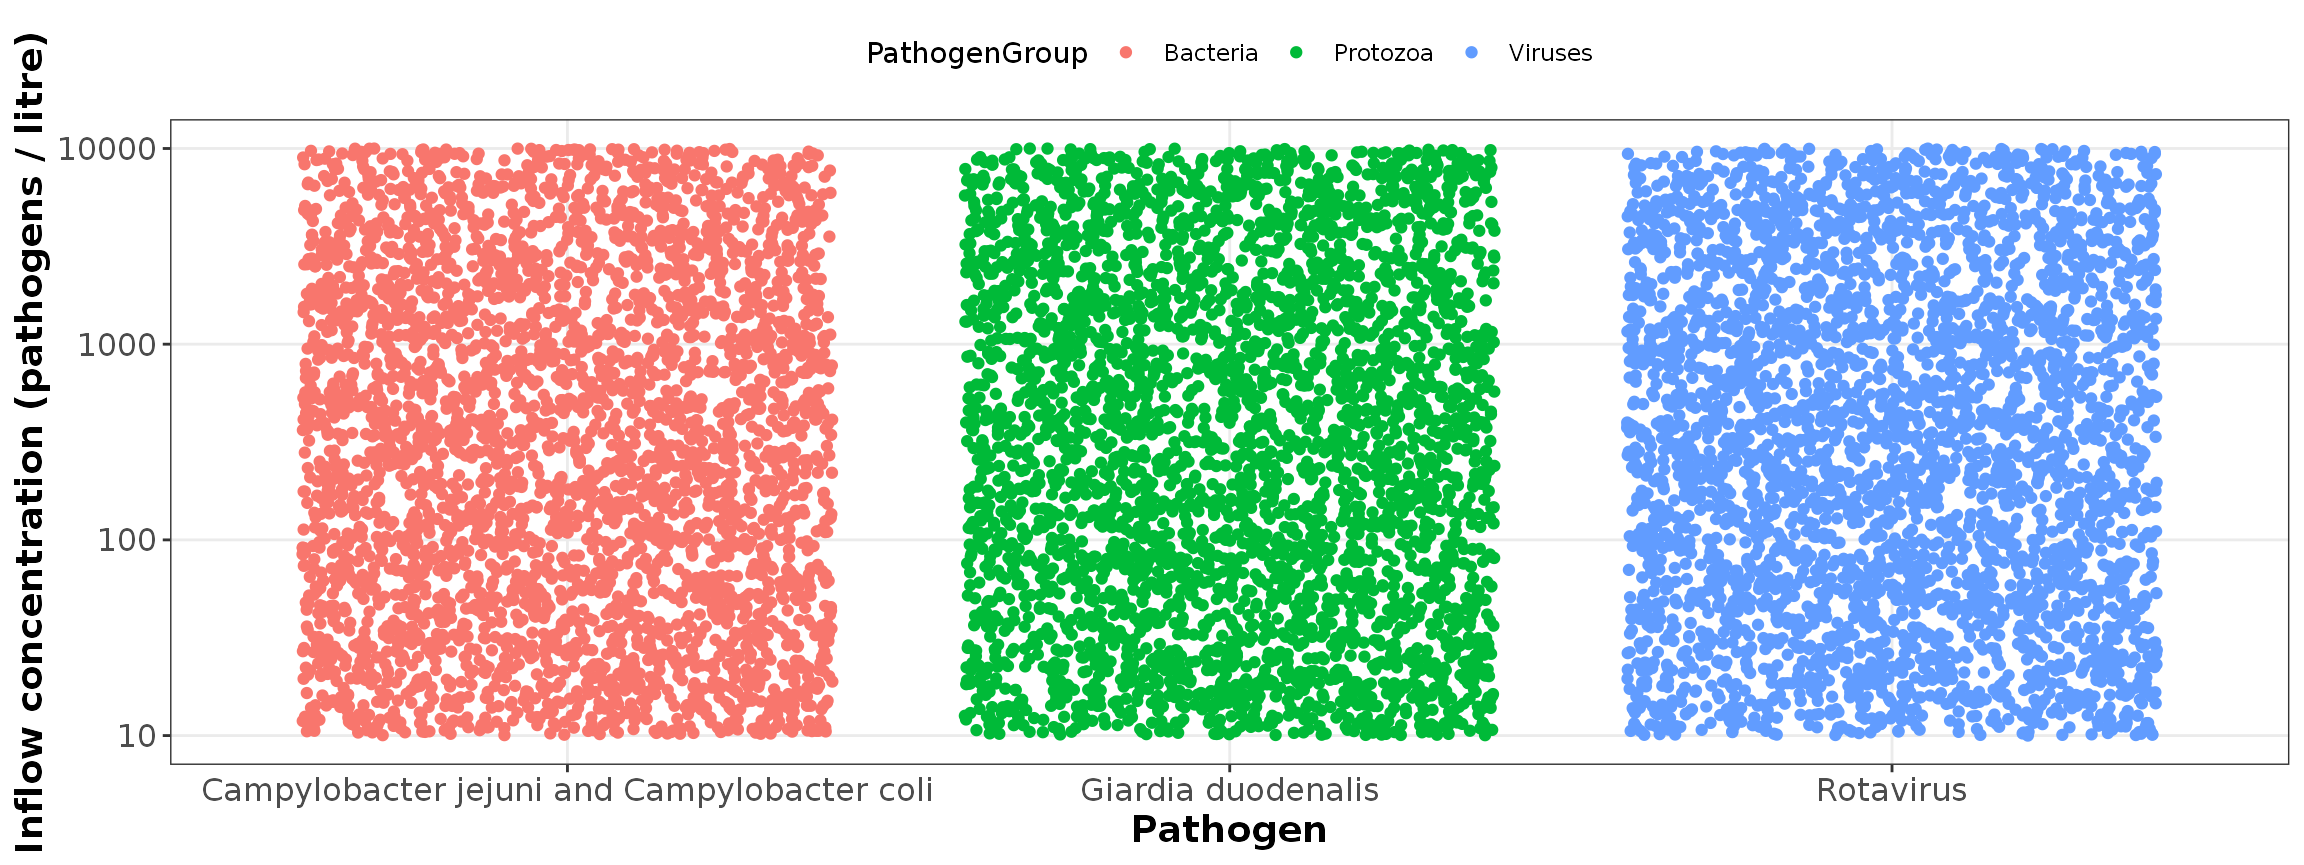 PathogenGroup Bacteria Protozoa Viruses
Inflow concentration (pathogens / litre)
10000
1000
100
10
Campylobacter jejuni and Campylobacter coli Giardia duodenalis Rotavirus
Pathogen